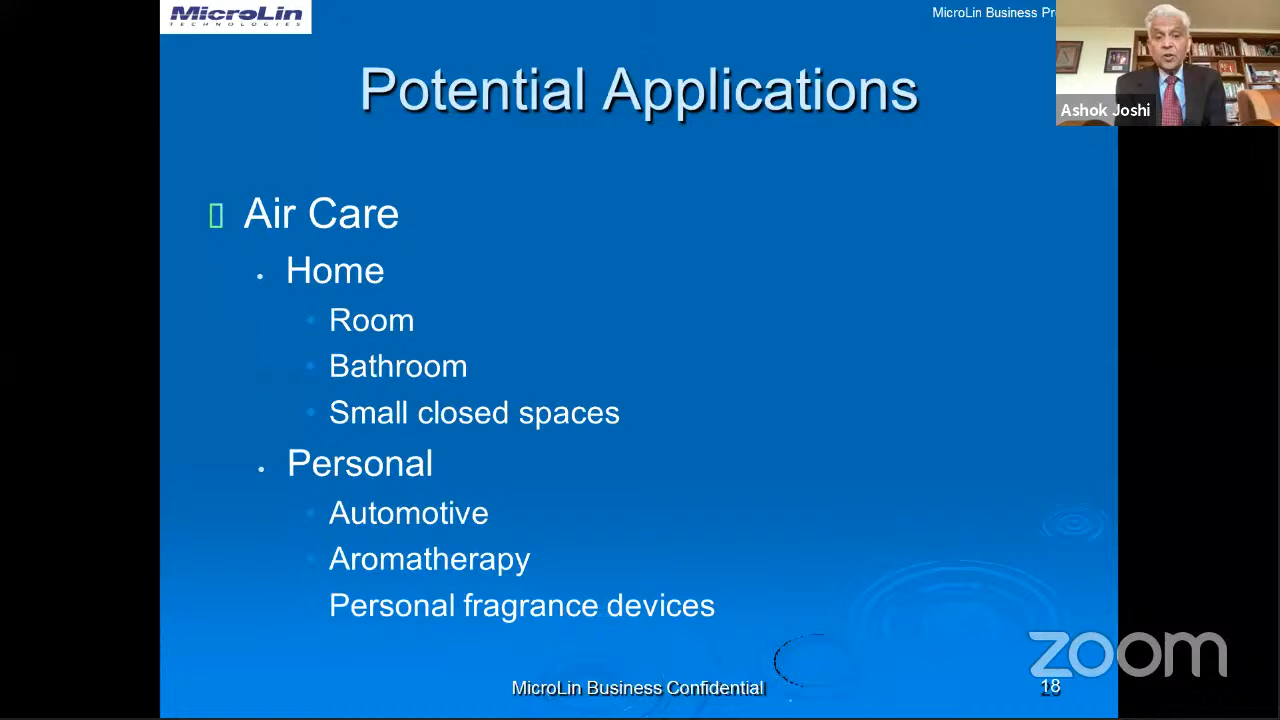 MicroLin
TECHNOLOGIES
MicroLin Business Pr
Ashok Joshi
Potential Applications
Air Care
Home
Room
Bathroom
Small closed spaces
Personal
Automotive
Aromatherapy
Personal fragrance devices
zoom
MicroLin Business Confidential
18